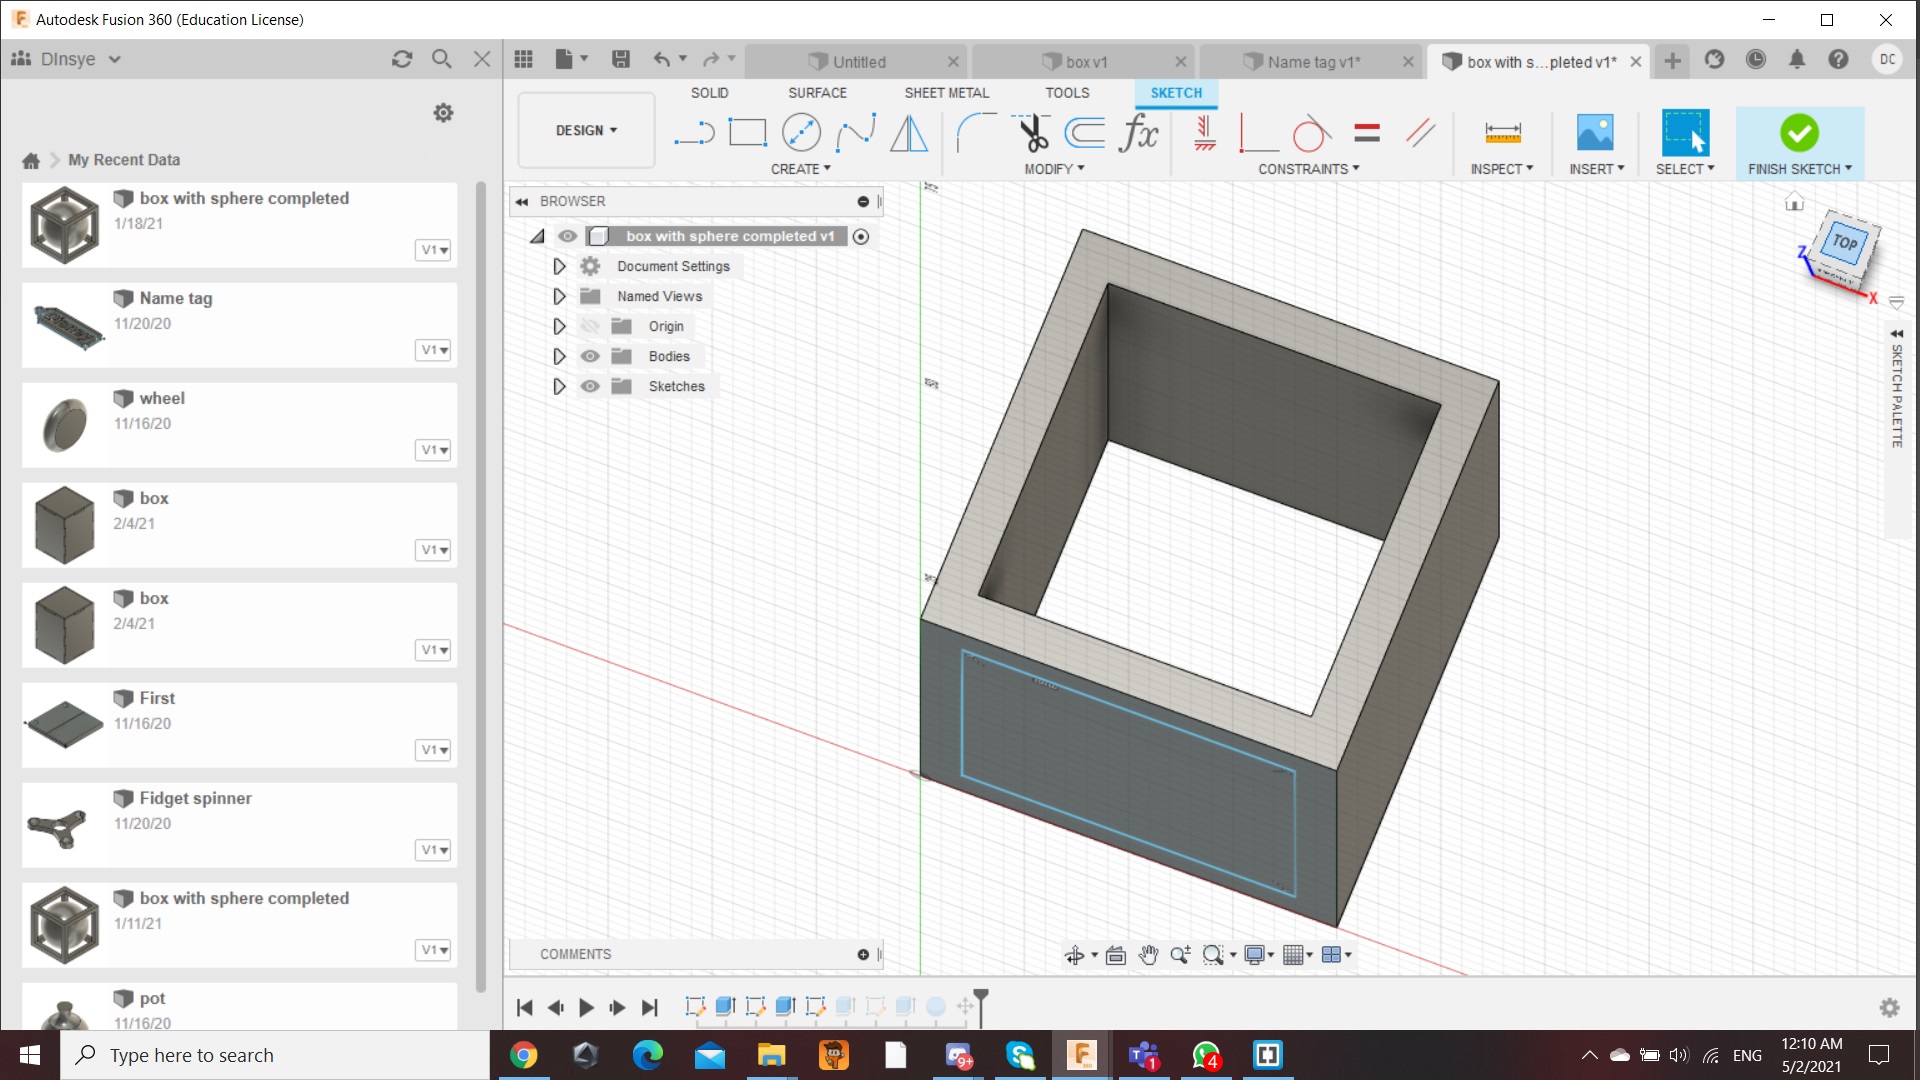 Autodesk Fusion 360 (Education License)
DInsye
Untitled
box v1
Name tag v1*
box with s...pleted v1*
DC
SOLID
SURFACE
SHEET METAL
TOOLS
SKETCH
DESIGN
CREATE
MODIFY
CONSTRAINTS
INSPECT
INSERT
SELECT
FINISH SKETCH
My Recent Data
box with sphere completed
1/18/21
V1
Name tag
11/20/20
V1
wheel
11/16/20
V1
box
2/4/21
V1
box
2/4/21
V1
First
11/16/20
V1
Fidget spinner
11/20/20
V1
box with sphere completed
1/11/21
V1
pot
11/16/20
BROWSER
box with sphere completed v1
Document Settings
Named Views
Origin
Bodies
Sketches
TOP
Z
X
SKETCH PALETTE
COMMENTS
Type here to search
9+
1
4
ENG
12:10 AM
5/2/2021